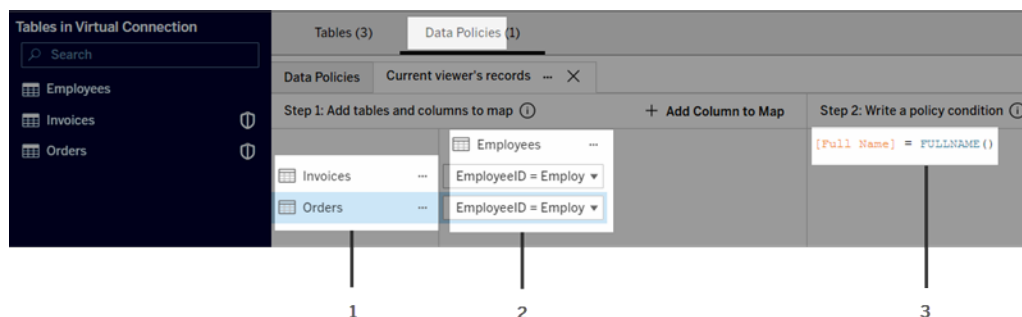 Tables in Virtual Connection
Search
Employees
Invoices
Orders
Tables (3)
Data Policies (1)
Data Policies
Current viewer's records
Step 1: Add tables and columns to map
+ Add Column to Map
Step 2: Write a policy condition
Employees
Invoices
EmployeeID = Employ
Orders
EmployeeID = Employ
[Full Name] = FULLNAME()
1
2
3